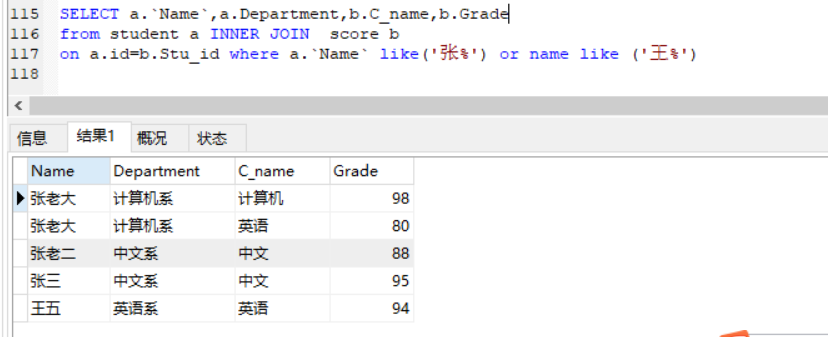 115 SELECT a.`Name`,a.Department,b.C_name,b.Grade
116 from student a INNER JOIN score b
117 on a.id=b.Stu_id where a.`Name` like('张%') or name like ('王%')
118
信息 结果1 概况 状态
Name Department C_name Grade
张老大 计算机系 计算机 98
张老大 计算机系 英语 80
张老二 中文系 中文 88
张三 中文系 中文 95
王五 英语系 英语 94